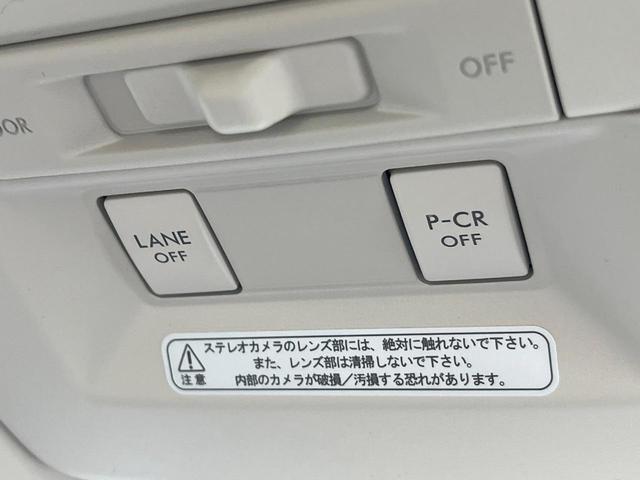 OFF
LANE
OFF
P-CR
OFF
ステレオカメラのレンズ部には、絶対に触れないで下さい。
また、レンズ部は清掃しないで下さい。
注意
内部のカメラが破損／汚損する恐れがあります。